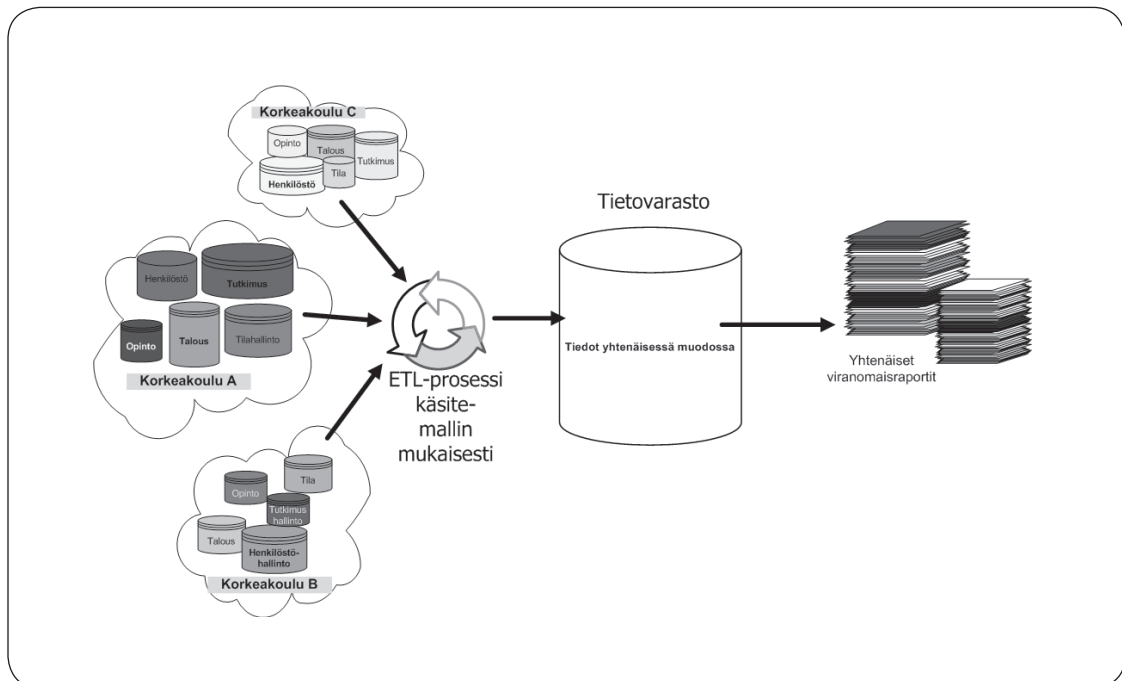 Korkeakoulu C
Opinto
Talous
Tutkimus
Henkilöstö
Tila
Henkilöstö
Tutkimus
Opinto
Talous
Tilahallinto
Korkeakoulu A
Tila
Opinto
Tutkimus
hallinto
Talous
Henkilöstö-
hallinto
Korkeakoulu B
ETL-prosessi
käsite-
mallin
mukaisesti
Tietovarasto
Tiedot yhtenäisessä muodossa
Yhtenäiset
viranomaisraportit